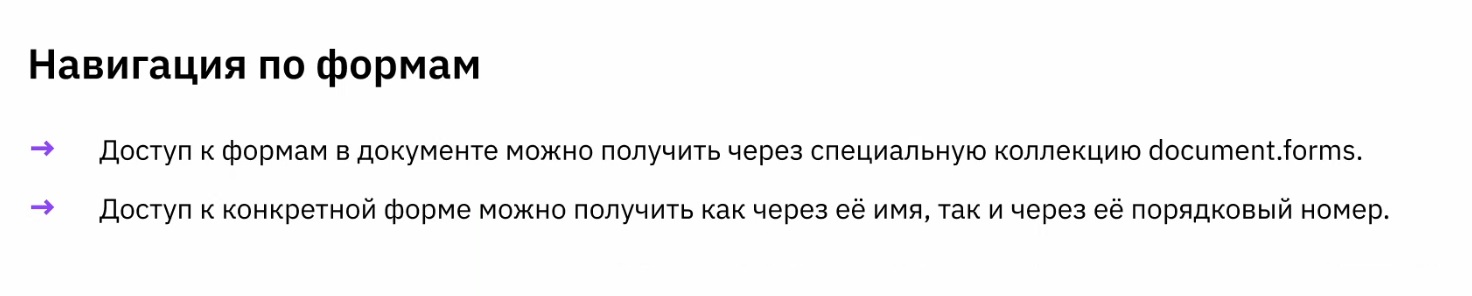 Навигация по формам
→ Доступ к формам в документе можно получить через специальную коллекцию document.forms.
→ Доступ к конкретной форме можно получить как через её имя, так и через её порядковый номер.